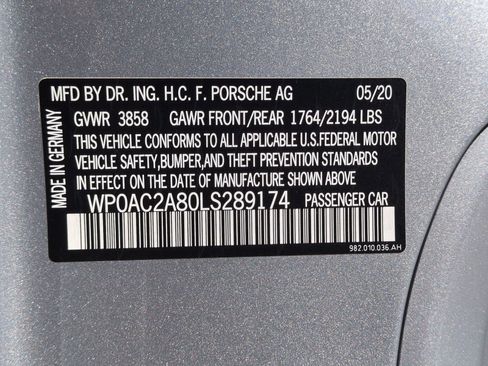 MFD BY DR. ING. H.C. F. PORSCHE AG 05/20
GVWR 3858 GAWR FRONT/REAR 1764/2194 LBS
THIS VEHICLE CONFORMS TO ALL APPLICABLE U.S.FEDERAL MOTOR
VEHICLE SAFETY,BUMPER,AND THEFT PREVENTION STANDARDS
IN EFFECT ON THE DATE OF MANUFACTURE SHOWN ABOVE
WP0AC2A80LS289174 PASSENGER CAR
982.010.036.AH
MADE IN GERMANY